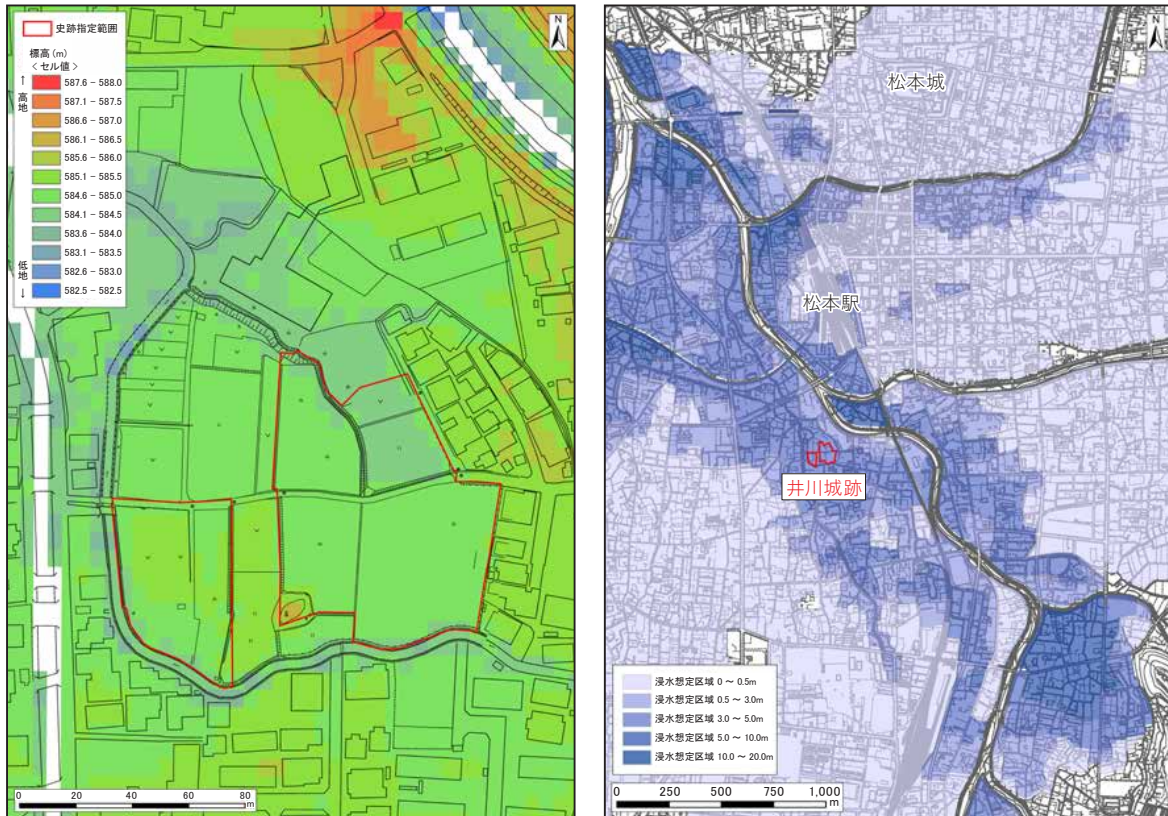 史跡指定範囲
標高(m)
<セル値>
↑
高地
587.6 − 588.0
587.1 − 587.5
586.6 − 587.0
586.1 − 586.5
585.6 − 586.0
585.1 − 585.5
584.6 − 585.0
584.1 − 584.5
583.6 − 584.0
583.1 − 583.5
582.6 − 583.0
582.5 − 582.5
低地
↓
N
0 20 40 60 80
m
N
松本城
松本駅
井川城跡
浸水想定区域 0 ～ 0.5m
浸水想定区域 0.5 ～ 3.0m
浸水想定区域 3.0 ～ 5.0m
浸水想定区域 5.0 ～ 10.0m
浸水想定区域 10.0 ～ 20.0m
0 250 500 750 1,000
m